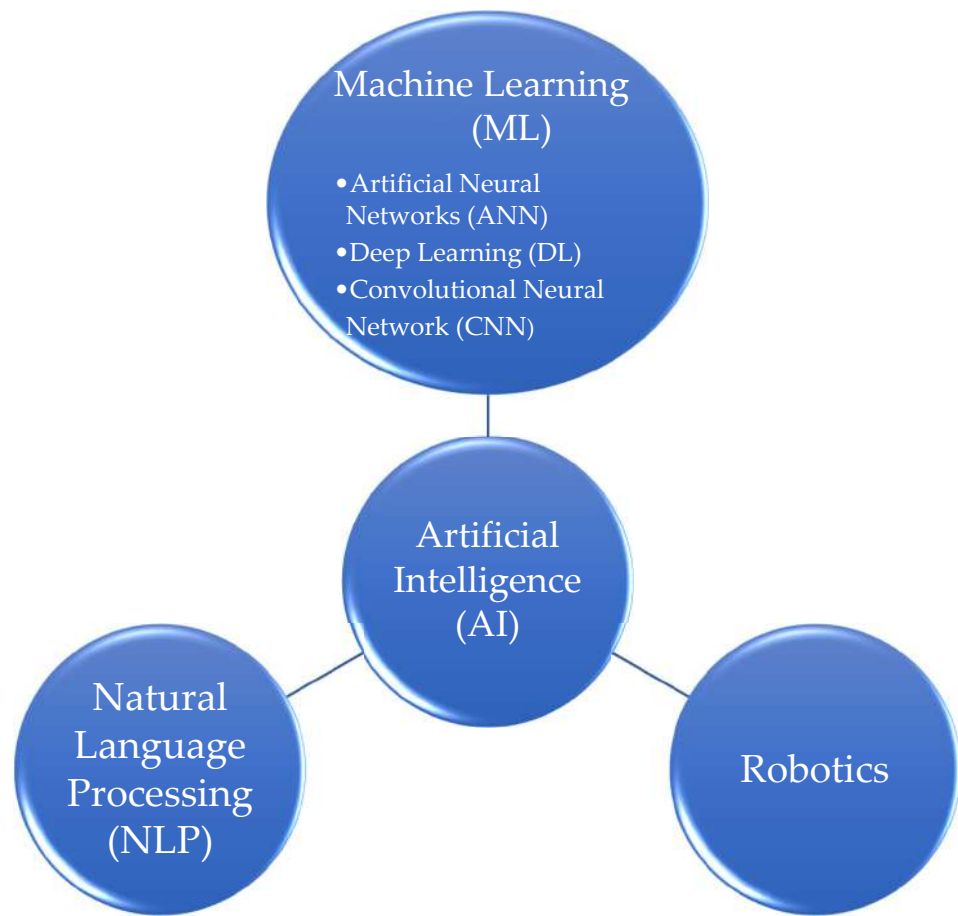 Machine Learning
(ML)
•Artificial Neural
Networks (ANN)
•Deep Learning (DL)
•Convolutional Neural
Network (CNN)
Artificial
Intelligence
(AI)
Natural
Language
Processing
(NLP)
Robotics